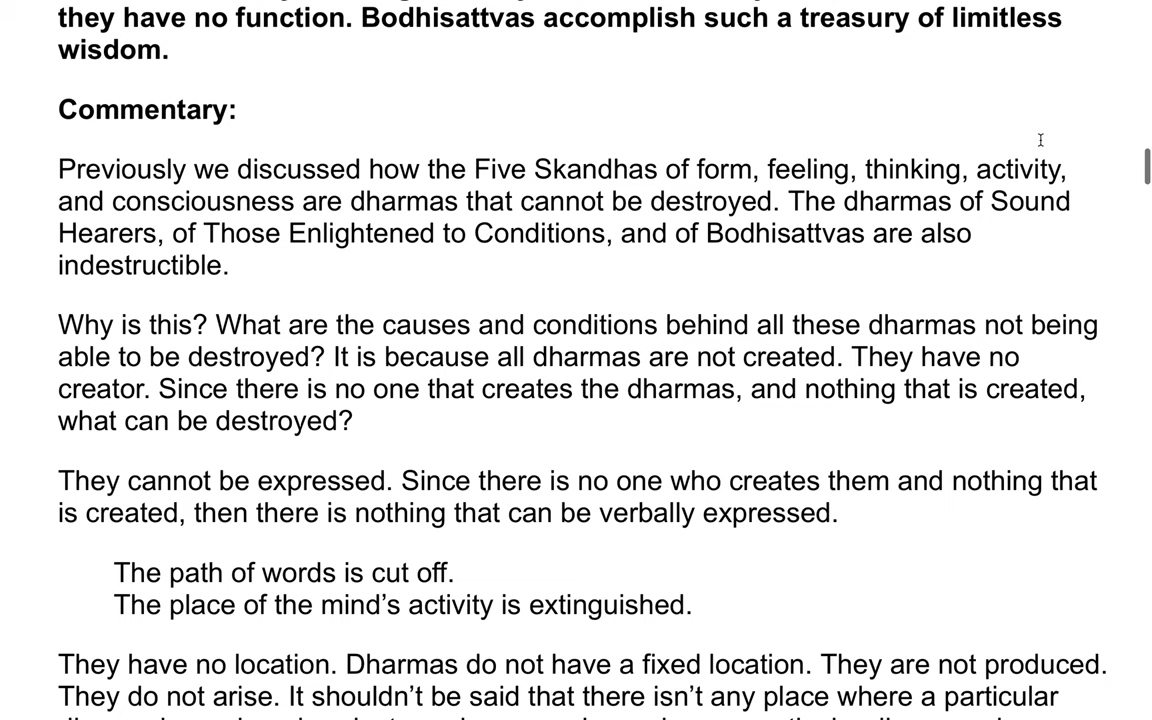 they have no function. Bodhisattvas accomplish such a treasury of limitless
wisdom.
Commentary:
Previously we discussed how the Five Skandhas of form, feeling, thinking, activity,
and consciousness are dharmas that cannot be destroyed. The dharmas of Sound
Hearers, of Those Enlightened to Conditions, and of Bodhisattvas are also
indestructible.
Why is this? What are the causes and conditions behind all these dharmas not being
able to be destroyed? It is because all dharmas are not created. They have no
creator. Since there is no one that creates the dharmas, and nothing that is created,
what can be destroyed?
They cannot be expressed. Since there is no one who creates them and nothing that
is created, then there is nothing that can be verbally expressed.
The path of words is cut off.
The place of the mind’s activity is extinguished.
They have no location. Dharmas do not have a fixed location. They are not produced.
They do not arise. It shouldn’t be said that there isn’t any place where a particular